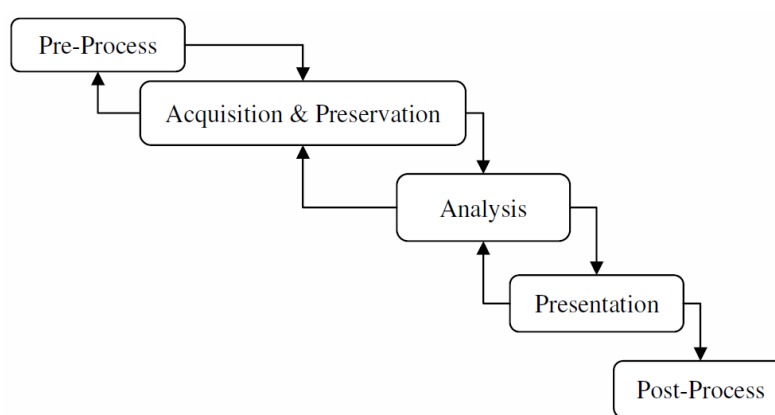 Pre-Process
Acquisition & Preservation
Analysis
Presentation
Post-Process